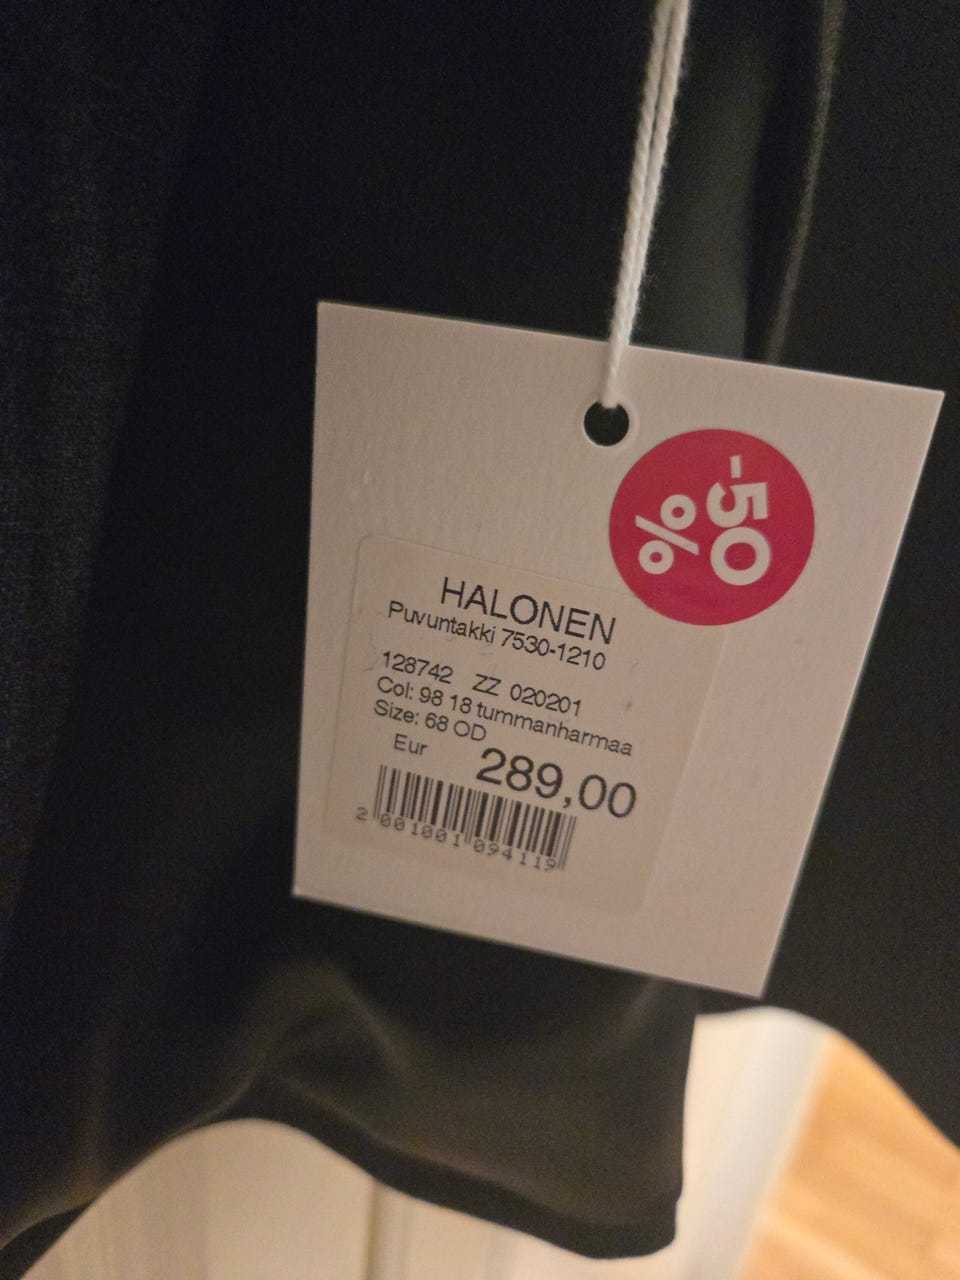 -50
%
HALONEN
Puvuntakki 7530-1210
128742 ZZ 020201
Col: 98 18 tummanharmaa
Size: 68 OD
Eur 289,00
2 001001 094119